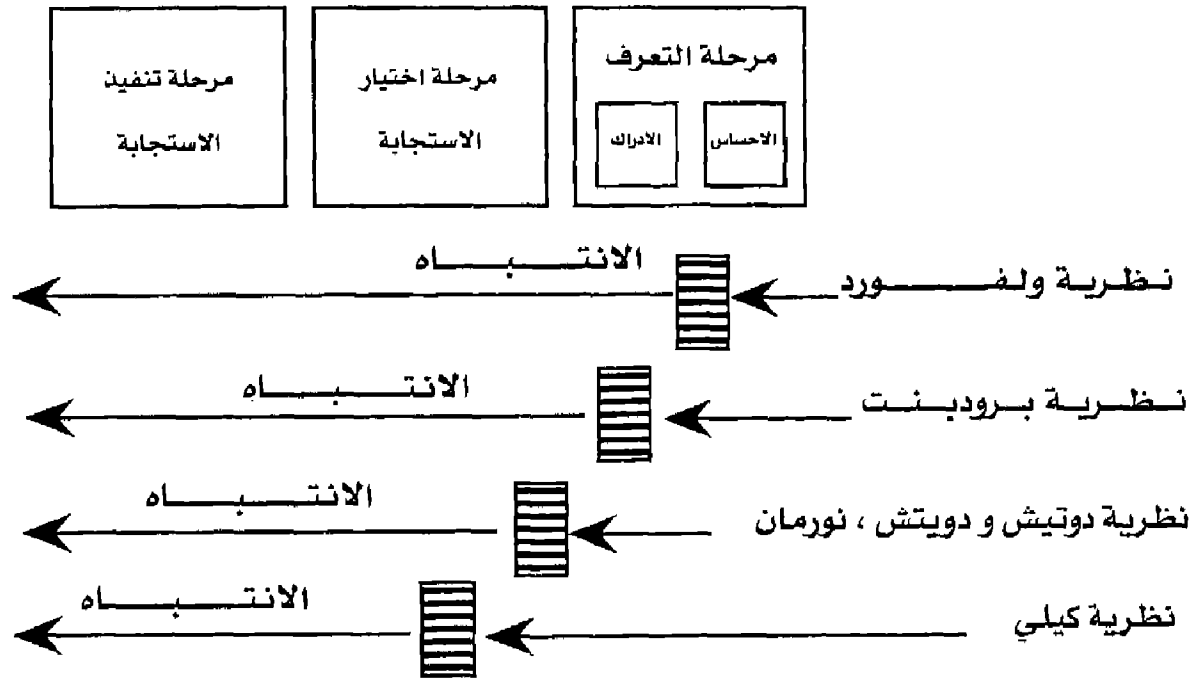 مرحلة التعرف
الاحساس
الادراك
مرحلة اختيار
الاستجابة
مرحلة تنفيذ
الاستجابة
نظرية ولفورد
الانتباه
نظرية برودبنت
الانتباه
نظرية دوتيش و دويتش ، نورمان
الانتباه
نظرية كيلي
الانتباه